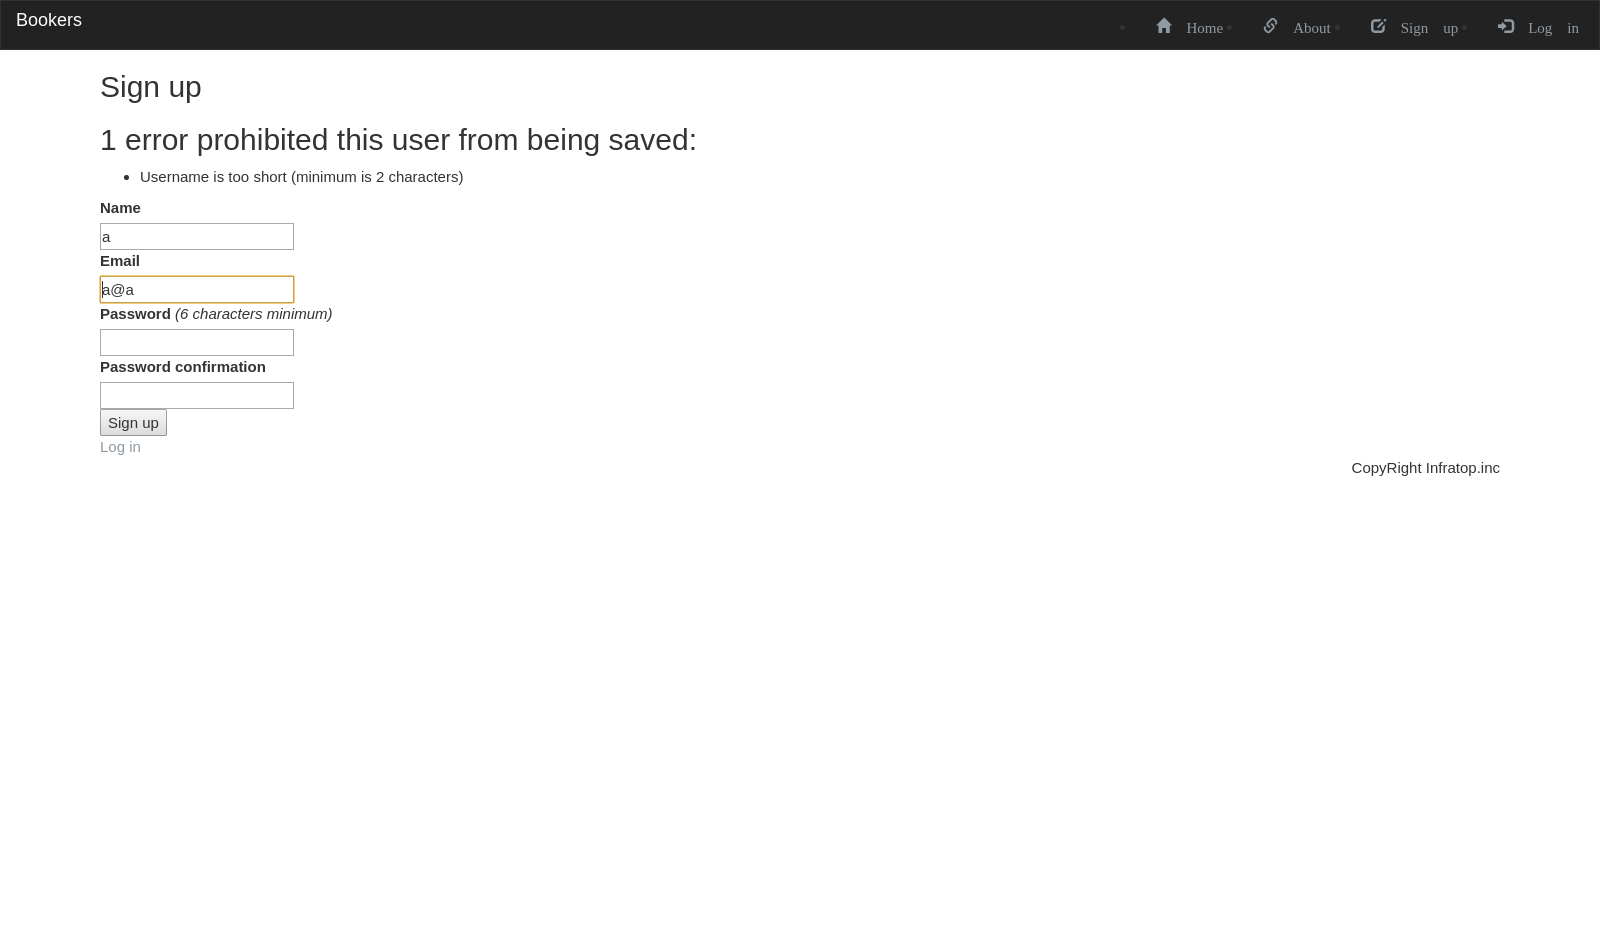 Bookers
Home About Sign up Log in
Sign up
1 error prohibited this user from being saved:
Username is too short (minimum is 2 characters)
Name
a
Email
a@a
Password (6 characters minimum)
Password confirmation
Sign up
Log in
CopyRight Infratop.inc